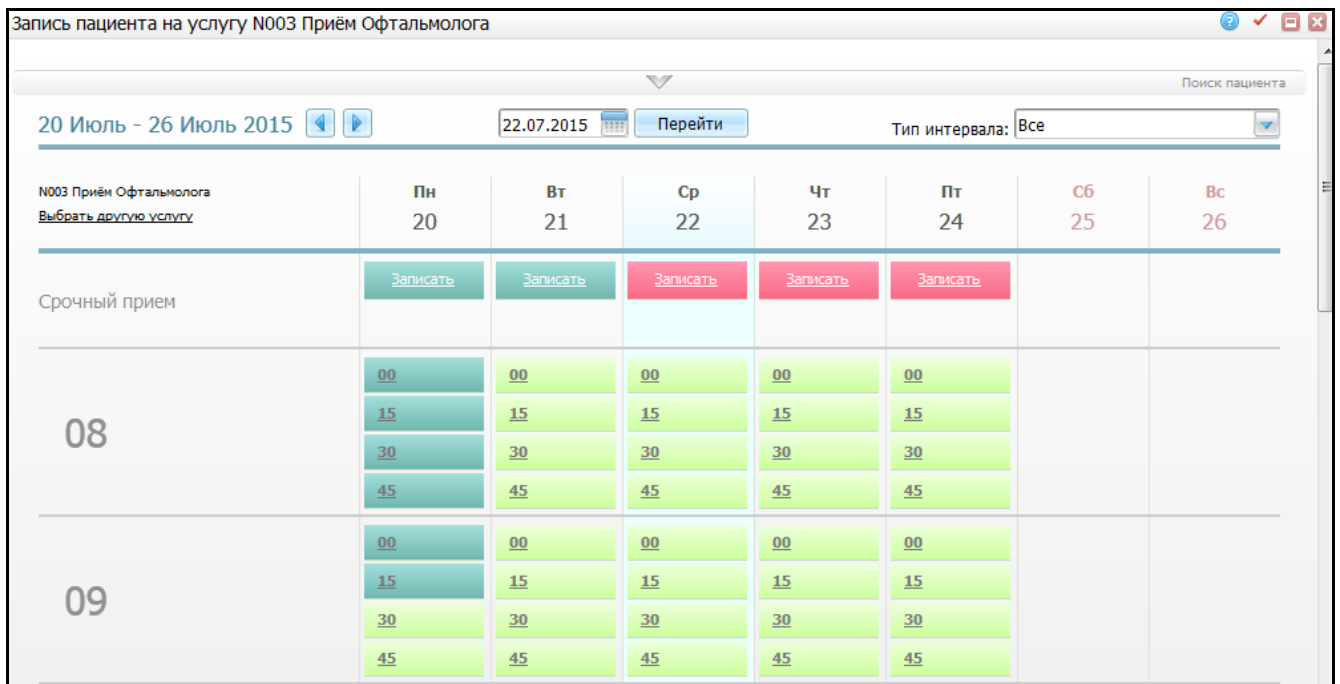 Запись пациента на услугу N003 Приём Офтальмолога
Поиск пациента
20 Июль - 26 Июль 2015 22.07.2015 Перейти Тип интервала: Все
N003 Приём Офтальмолога
Выбрать другую услугу
Пн Вт Ср Чт Пт Сб Вс
20 21 22 23 24 25 26
Записать Записать Записать Записать Записать
Срочный прием
08
00 00 00 00 00
15 15 15 15 15
30 30 30 30 30
45 45 45 45 45
09
00 00 00 00 00
15 15 15 15 15
30 30 30 30 30
45 45 45 45 45